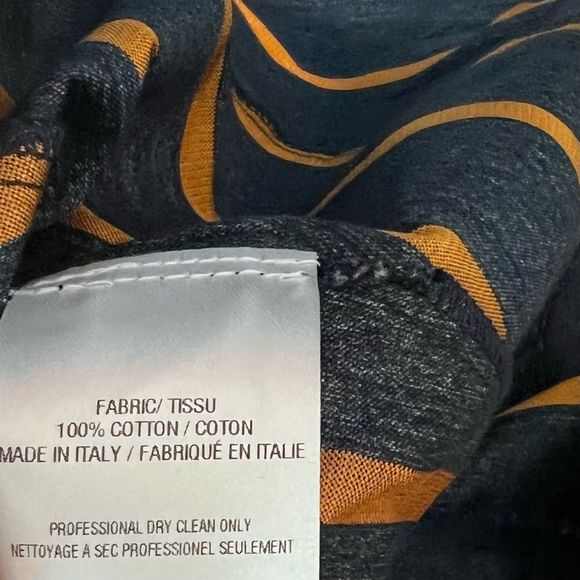 FABRIC/ TISSU
100% COTTON / COTON
MADE IN ITALY / FABRIQUÉ EN ITALIE
PROFESSIONAL DRY CLEAN ONLY
NETTOYAGE A SEC PROFESSIONEL SEULEMENT